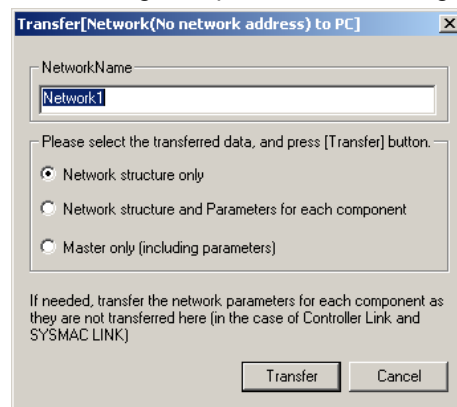 Transfer[Network(No network address) to PC]
NetworkName
Network1
Please select the transferred data, and press [Transfer] button.
Network structure only
Network structure and Parameters for each component
Master only (including parameters)
If needed, transfer the network parameters for each component as
they are not transferred here (in the case of Controller Link and
SYSMAC LINK)
Transfer Cancel